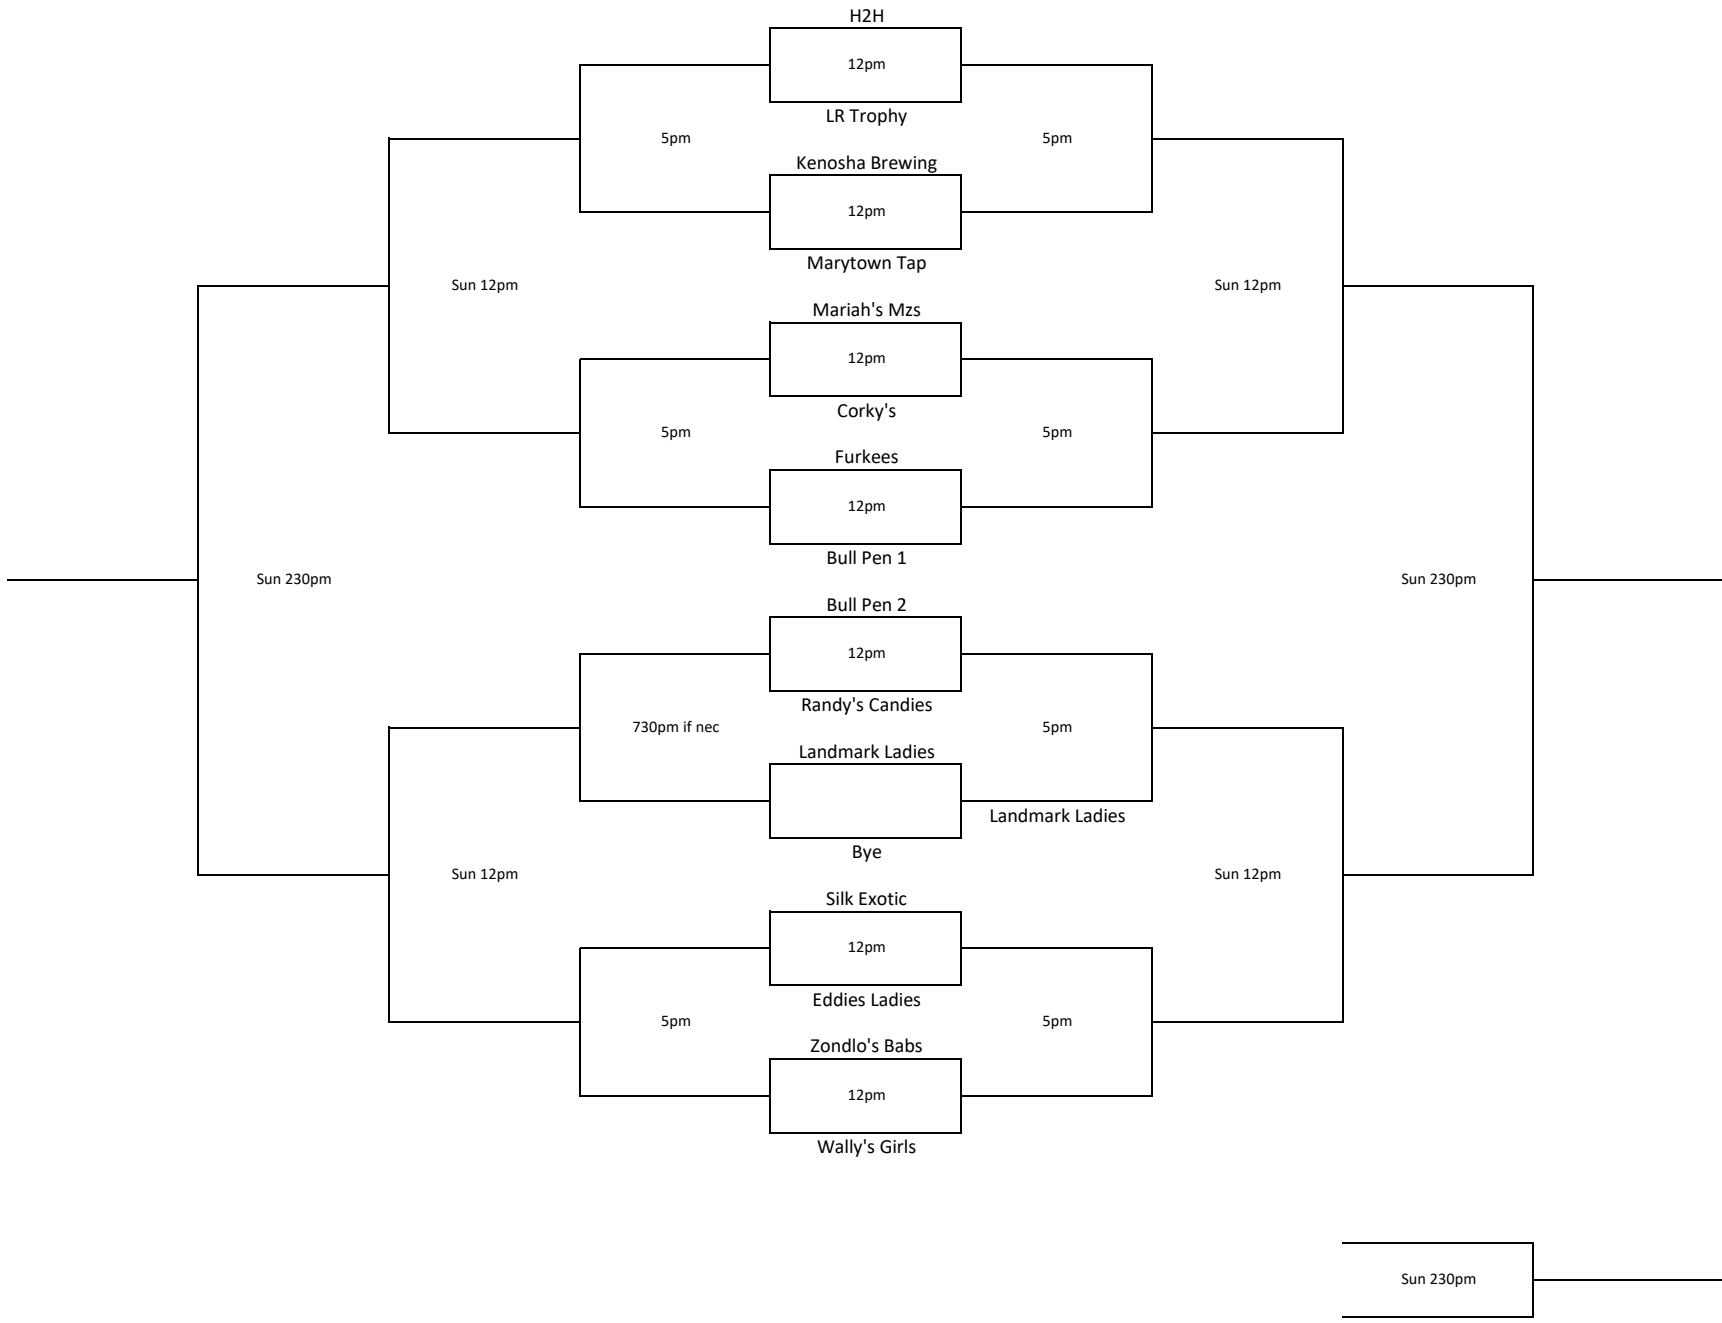 H2H
12pm
LR Trophy
5pm
5pm
Kenosha Brewing
12pm
Marytown Tap
Sun 12pm
Sun 12pm
Mariah's Mzs
12pm
Corky's
5pm
5pm
Furkees
12pm
Bull Pen 1
Sun 230pm
Sun 230pm
Bull Pen 2
12pm
Randy's Candies
730pm if nec
5pm
Landmark Ladies
Landmark Ladies
Bye
Sun 12pm
Sun 12pm
Silk Exotic
12pm
Eddies Ladies
5pm
5pm
Zondlo's Babs
12pm
Wally's Girls
Sun 230pm